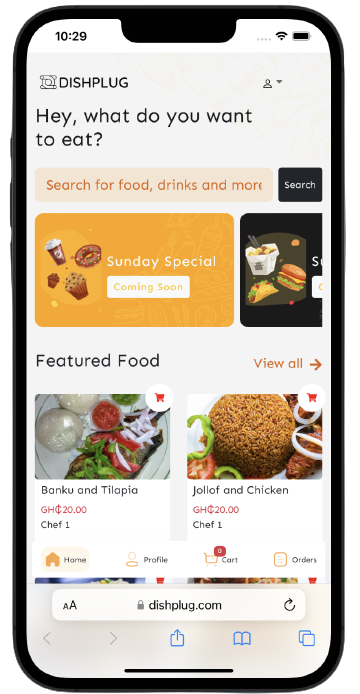 10:29
DISHPLUG
Hey, what do you want
to eat?
Search for food, drinks and more
Search
Sunday Special
Coming Soon
Su
C
Featured Food
View all
Banku and Tilapia
GH₵20.00
Chef 1
Jollof and Chicken
GH₵20.00
Chef 1
Home
Profile
0
Cart
Orders
AA
dishplug.com